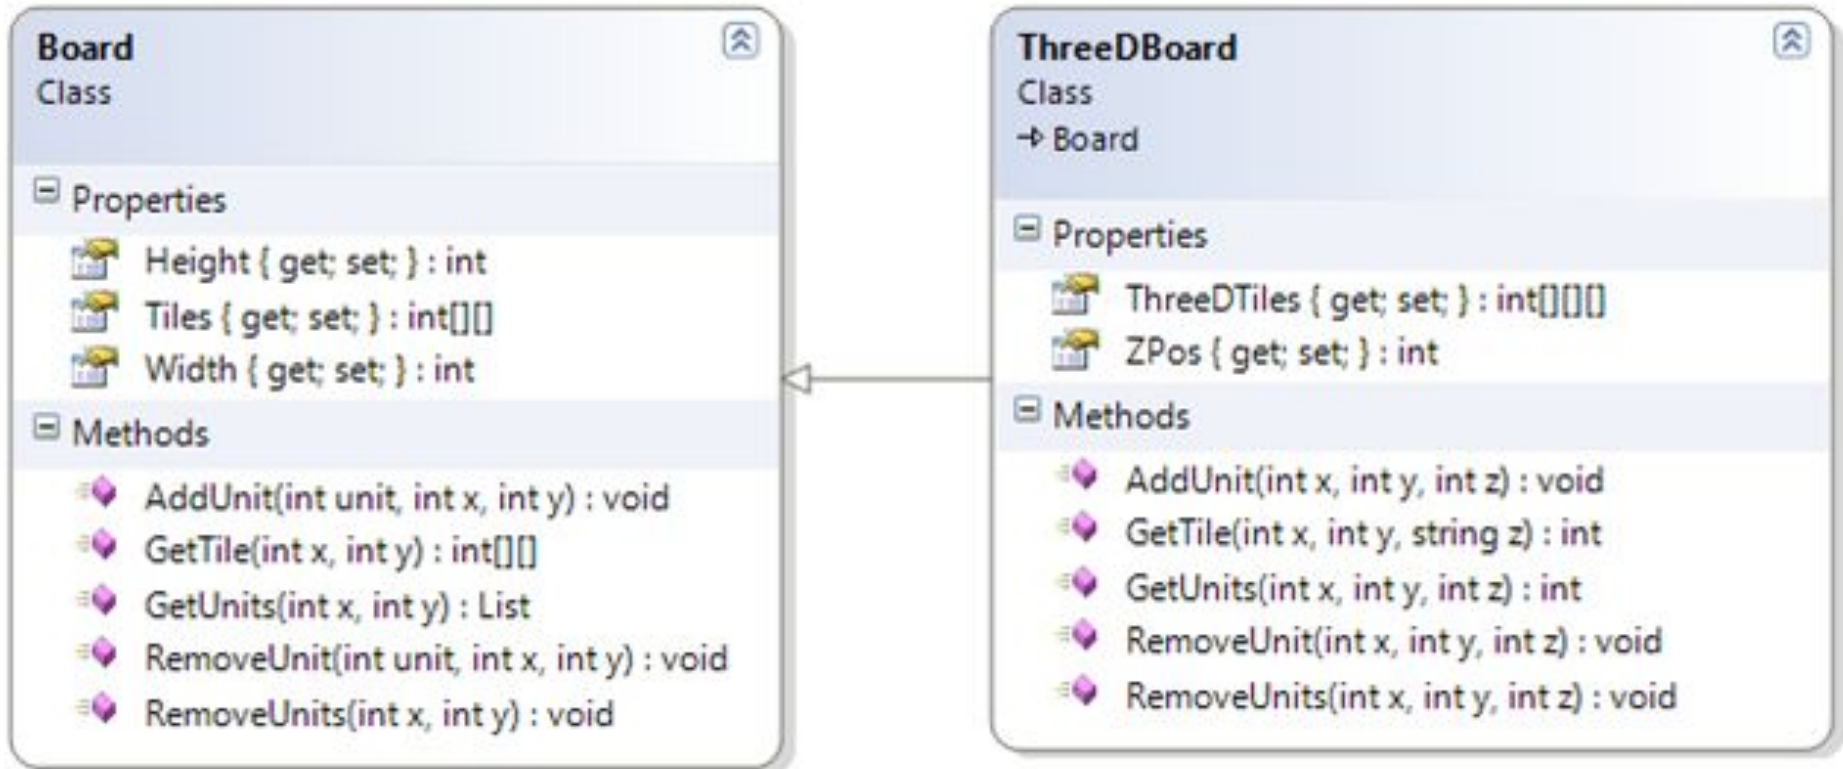 Board
Class
Properties
Height { get; set; } : int
Tiles { get; set; } : int[][]
Width { get; set; } : int
Methods
AddUnit(int unit, int x, int y) : void
GetTile(int x, int y) : int[][]
GetUnits(int x, int y) : List
RemoveUnit(int unit, int x, int y) : void
RemoveUnits(int x, int y) : void
ThreeDBoard
Class
Board
Properties
ThreeDTiles { get; set; } : int[][][]
ZPos { get; set; } : int
Methods
AddUnit(int x, int y, int z) : void
GetTile(int x, int y, string z) : int
GetUnits(int x, int y, int z) : int
RemoveUnit(int x, int y, int z) : void
RemoveUnits(int x, int y, int z) : void